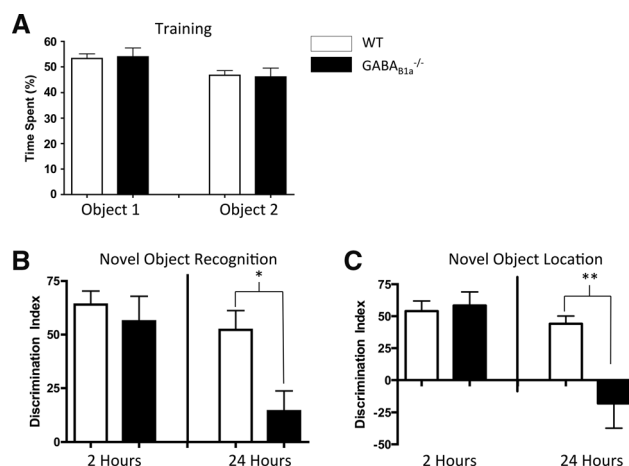 A
Training
WT
GABA_B1a^-/-
Time Spent (%)
60
50
40
30
20
10
0
Object 1 Object 2
B
Novel Object Recognition
*
Discrimination Index
75
50
25
0
2 Hours 24 Hours
C
Novel Object Location
**
Discrimination Index
75
50
25
0
-25
-50
2 Hours 24 Hours